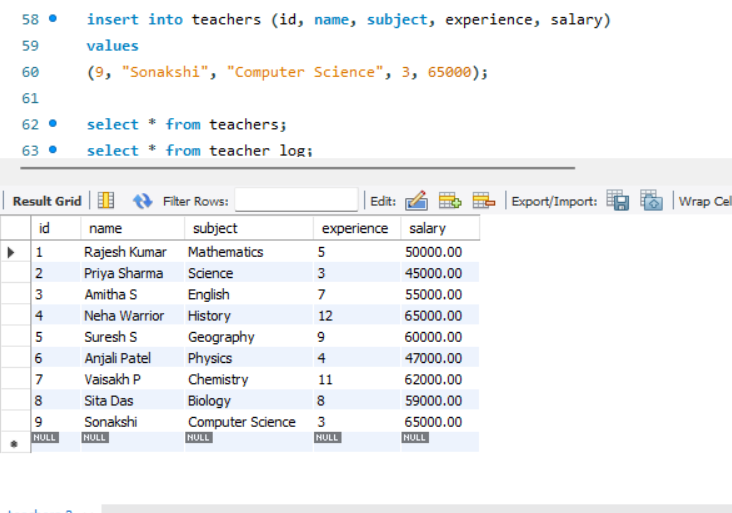 58 insert into teachers (id, name, subject, experience, salary)
59 values
60 (9, "Sonakshi", "Computer Science", 3, 65000);
61
62 select * from teachers;
63 select * from teacher_log;
Result Grid Filter Rows: Edit: Export/Import: Wrap Cel
id name subject experience salary
1 Rajesh Kumar Mathematics 5 50000.00
2 Priya Sharma Science 3 45000.00
3 Amitha S English 7 55000.00
4 Neha Warrior History 12 65000.00
5 Suresh S Geography 9 60000.00
6 Anjali Patel Physics 4 47000.00
7 Vaisakh P Chemistry 11 62000.00
8 Sita Das Biology 8 59000.00
9 Sonakshi Computer Science 3 65000.00
NULL NULL NULL NULL NULL